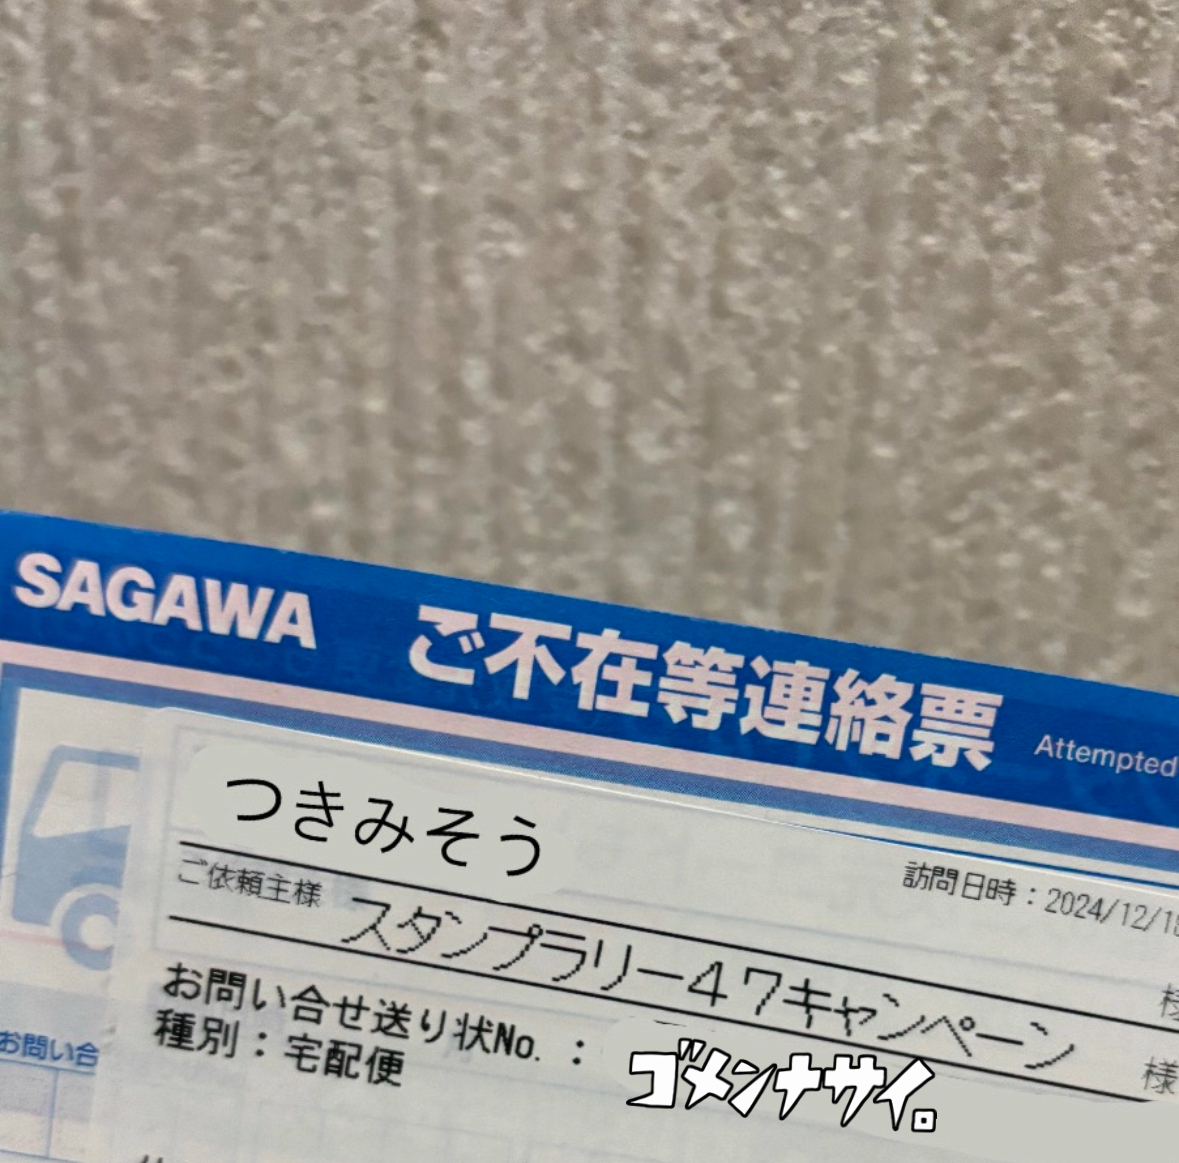 SAGAWA ご不在等連絡票 Attempted
つきみそう
訪問日時：2024/12/18
様
ご依頼主様 スタンプラリー47キャンペーン 様
お問い合せ送り状No.： ゴメンナサイ。
種別：宅配便
お問い合